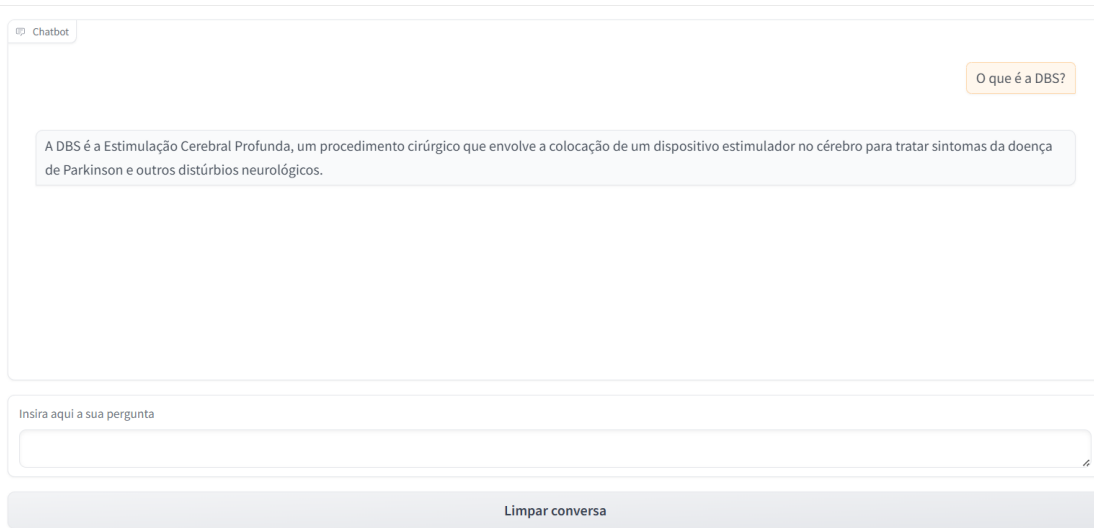 Chatbot
O que é a DBS?
A DBS é a Estimulação Cerebral Profunda, um procedimento cirúrgico que envolve a colocação de um dispositivo estimulador no cérebro para tratar sintomas da doença
de Parkinson e outros distúrbios neurológicos.
Insira aqui a sua pergunta
Limpar conversa